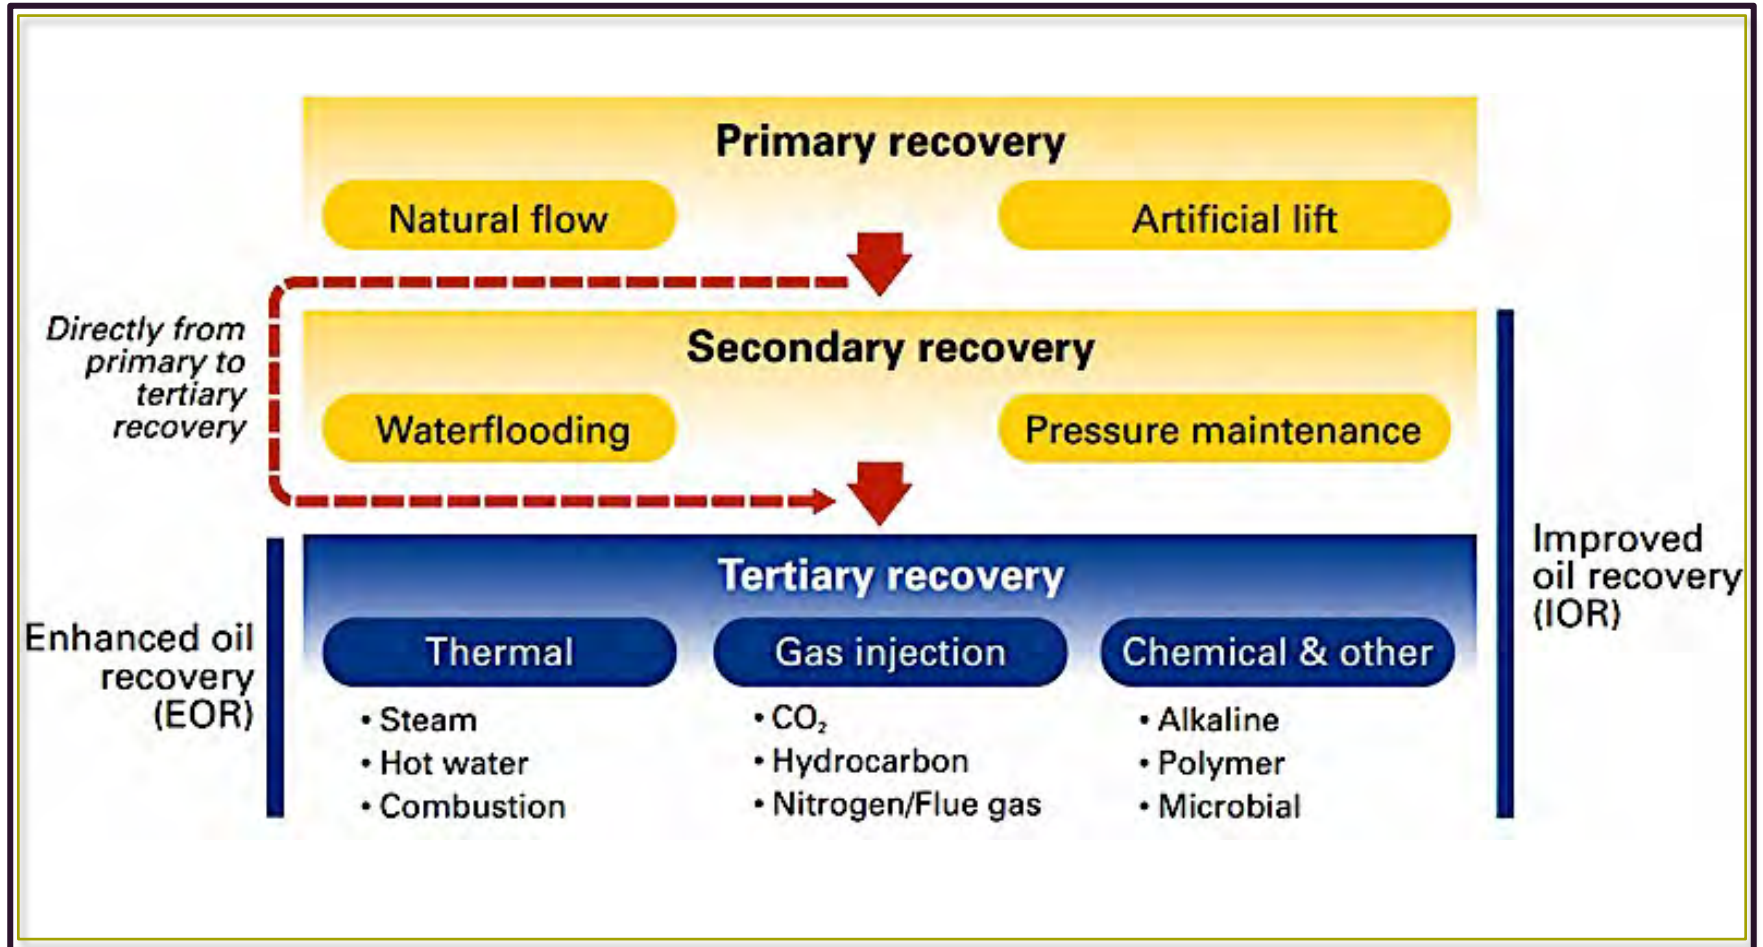 Primary recovery
Natural flow
Artificial lift
Directly from
primary to
tertiary
recovery
Secondary recovery
Waterflooding
Pressure maintenance
Tertiary recovery
Enhanced oil
recovery
(EOR)
Improved
oil recovery
(IOR)
Thermal
• Steam
• Hot water
• Combustion
Gas injection
• CO₂
• Hydrocarbon
• Nitrogen/Flue gas
Chemical & other
• Alkaline
• Polymer
• Microbial